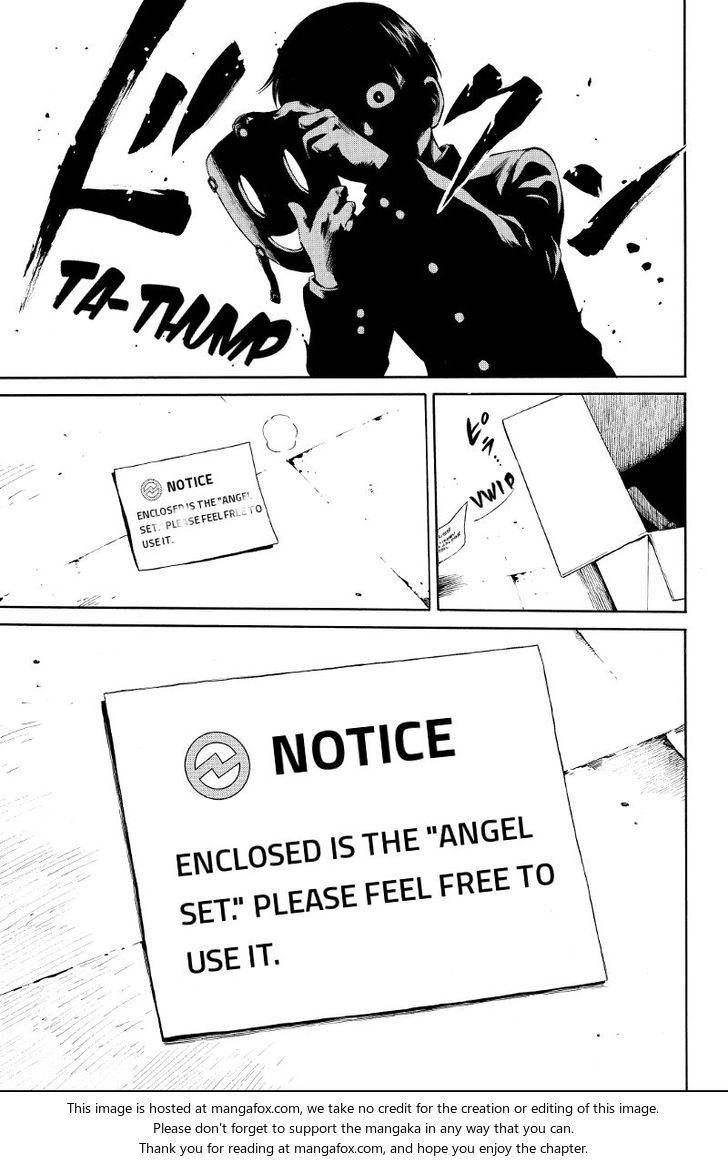 ドクン
TA-THUMP
NOTICE
ENCLOSED IS THE "ANGEL
SET." PLEASE FEEL FREE TO
USE IT.
ピラ...
VWIP
NOTICE
ENCLOSED IS THE "ANGEL
SET." PLEASE FEEL FREE TO
USE IT.
This image is hosted at mangafox.com, we take no credit for the creation or editing of this image.
Please don't forget to support the mangaka in any way that you can.
Thank you for reading at mangafox.com, and hope you enjoy the chapter.